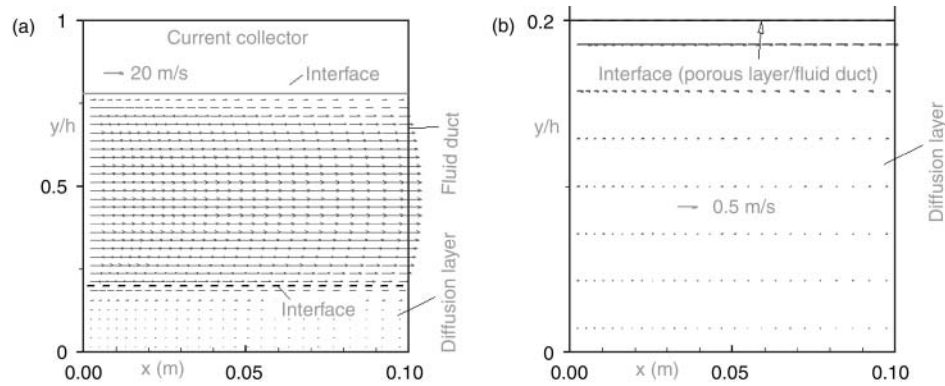 (a)
1
Current collector
20 m/s
Interface
y/h
Fluid duct
0.5
Diffusion layer
Interface
0
0.00
x (m)
0.05
0.10
(b)
0.2
Interface (porous layer/fluid duct)
y/h
Diffusion layer
0.5 m/s
0
0.00
x (m)
0.05
0.10